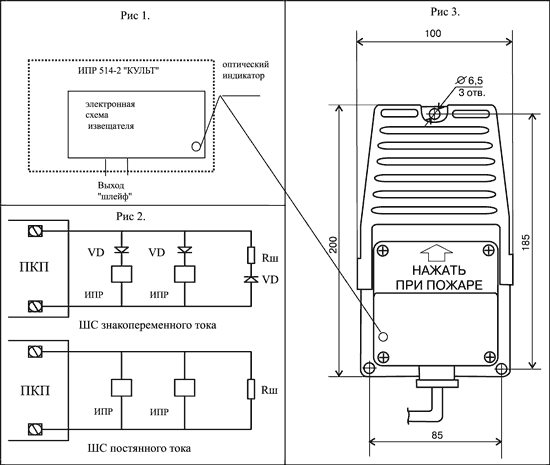 Рис 1.
ИПР 514-2 "КУЛЬТ"
оптический
индикатор
электронная
схема
извещателя
Выход
"шлейф"
Рис 2.
ПКП
VD
VD
Rш
VD
ИПР
ИПР
ШС знакопеременного тока
ПКП
ИПР
ИПР
Rш
ШС постянного тока
Рис 3.
100
⌀ 6,5
3 отв.
200
185
НАЖАТЬ
ПРИ ПОЖАРЕ
85